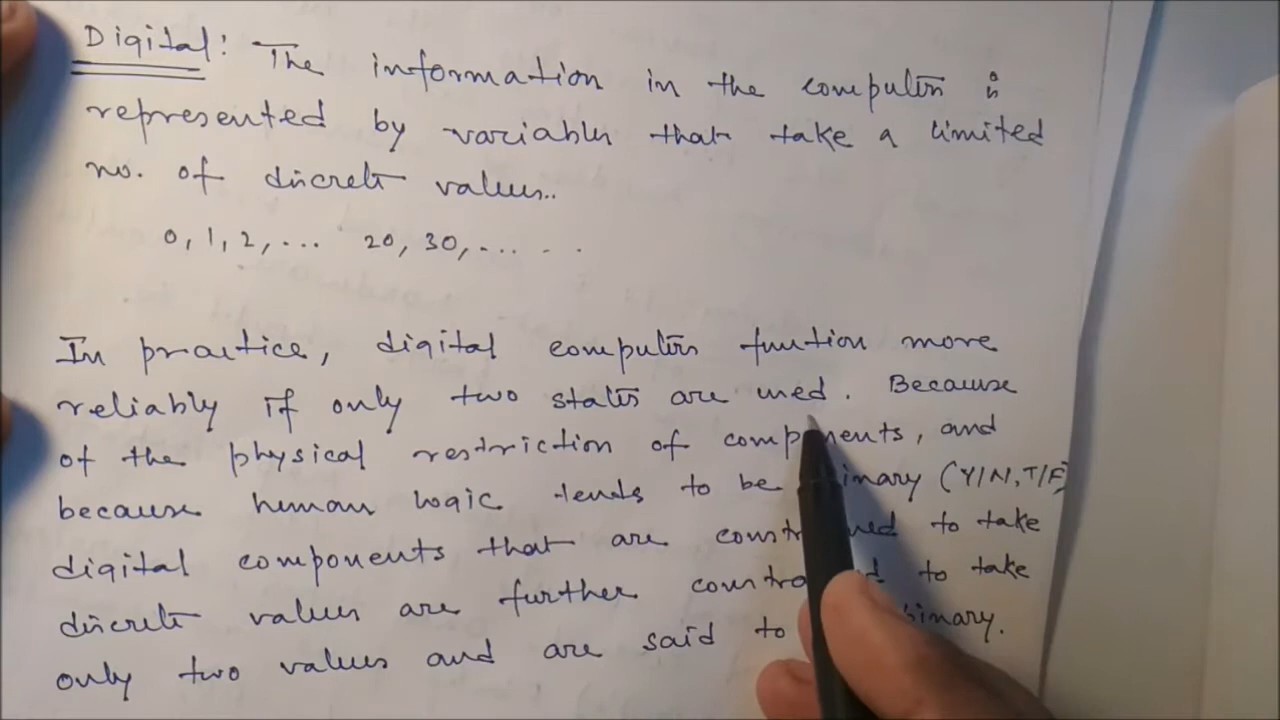 Digital: The information in the computer is
represented by variables that take a limited
no. of discrete values..
0, 1, 2, ... 20, 30, .... . .
In practice, digital computers function more
reliably if only two states are used. Because
of the physical restriction of components, and
because human logic tends to be binary (Y/N, T/F)
digital components that are constrained to take
discrete values are further constrained to take
only two values and are said to binary.